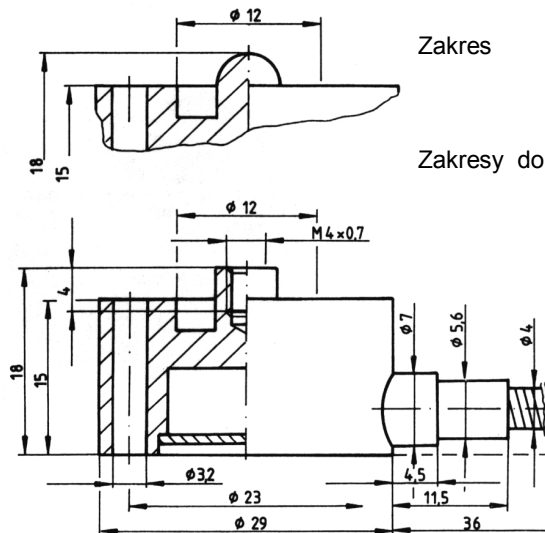 ø 12
Zakres
18
15
Zakresy do
ø 12
M 4 x 0,7
4
18
15
ø 7
ø 5,6
ø 4
ø3,2
4,5
ø 23
11,5
ø 29
36